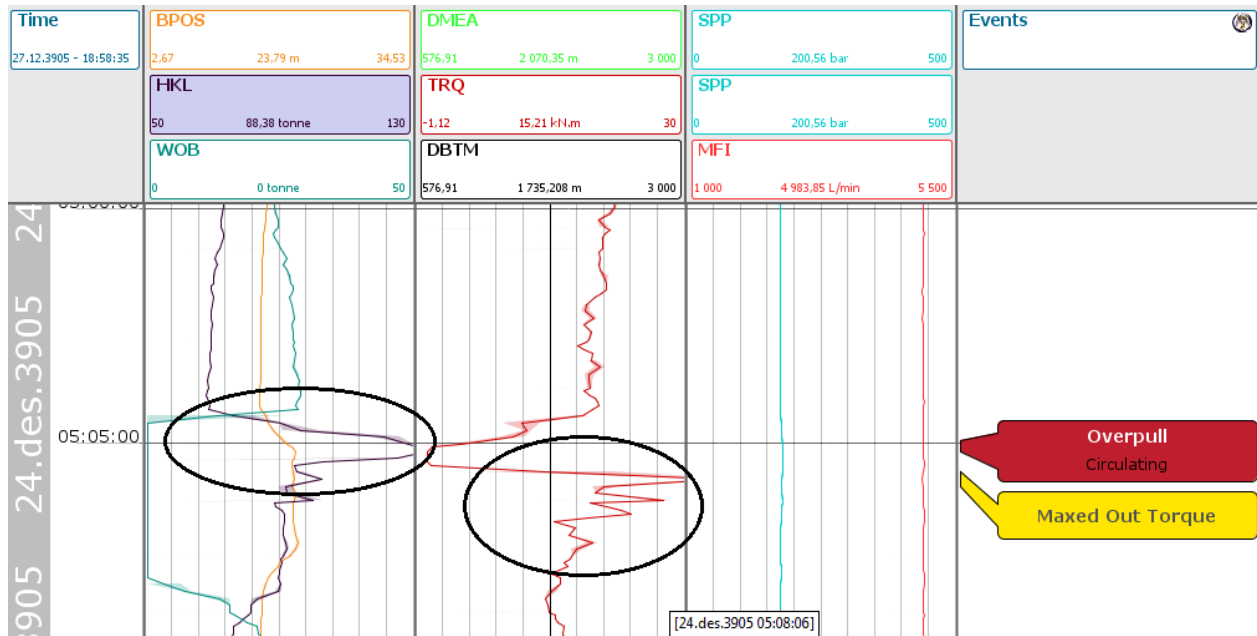 Time
27.12.3905 - 18:58:35
BPOS
2.67 23,79 m 34,53
HKL
50 88,38 tonne 130
WOB
0 0 tonne 50
DMEA
576,91 2 070,35 m 3 000
TRQ
-1,12 15,21 kN.m 30
DBTM
576,91 1 735,208 m 3 000
SPP
0 200,56 bar 500
SPP
0 200,56 bar 500
MFI
1 000 4 983,85 L/min 5 500
Events
24
24.des.3905
3905
05:05:00
Overpull
Circulating
Maxed Out Torque
[24.des.3905 05:08:06]